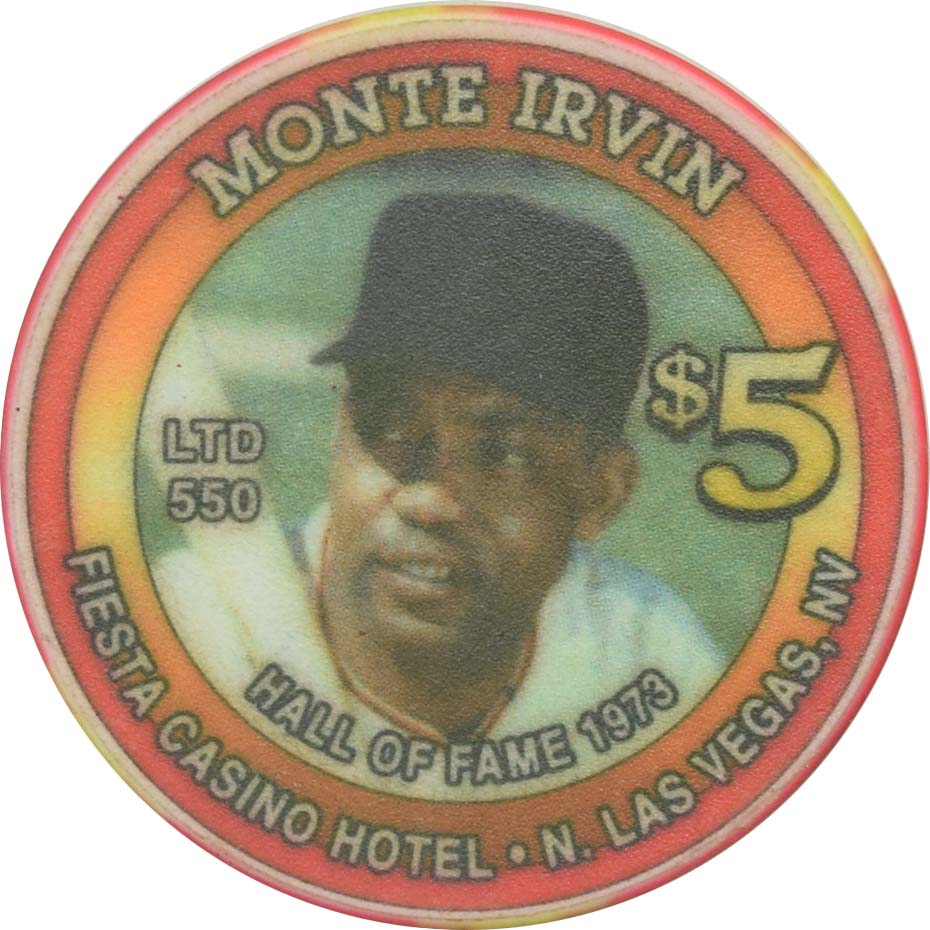 MONTE IRVIN
$5
LTD
550
HALL OF FAME 1973
FIESTA CASINO HOTEL • N. LAS VEGAS, NV